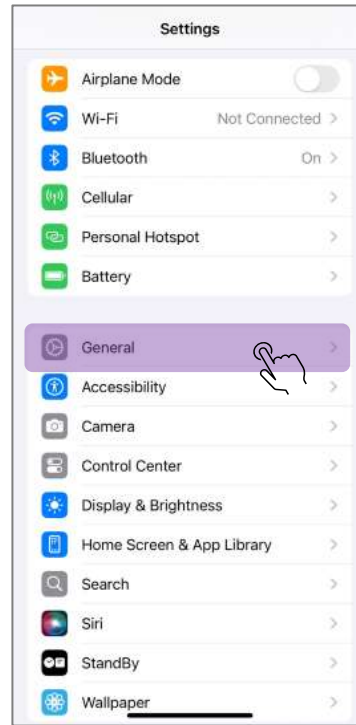 Settings
Airplane Mode
Wi-Fi Not Connected
Bluetooth On
Cellular
Personal Hotspot
Battery
General
Accessibility
Camera
Control Center
Display & Brightness
Home Screen & App Library
Search
Siri
StandBy
Wallpaper